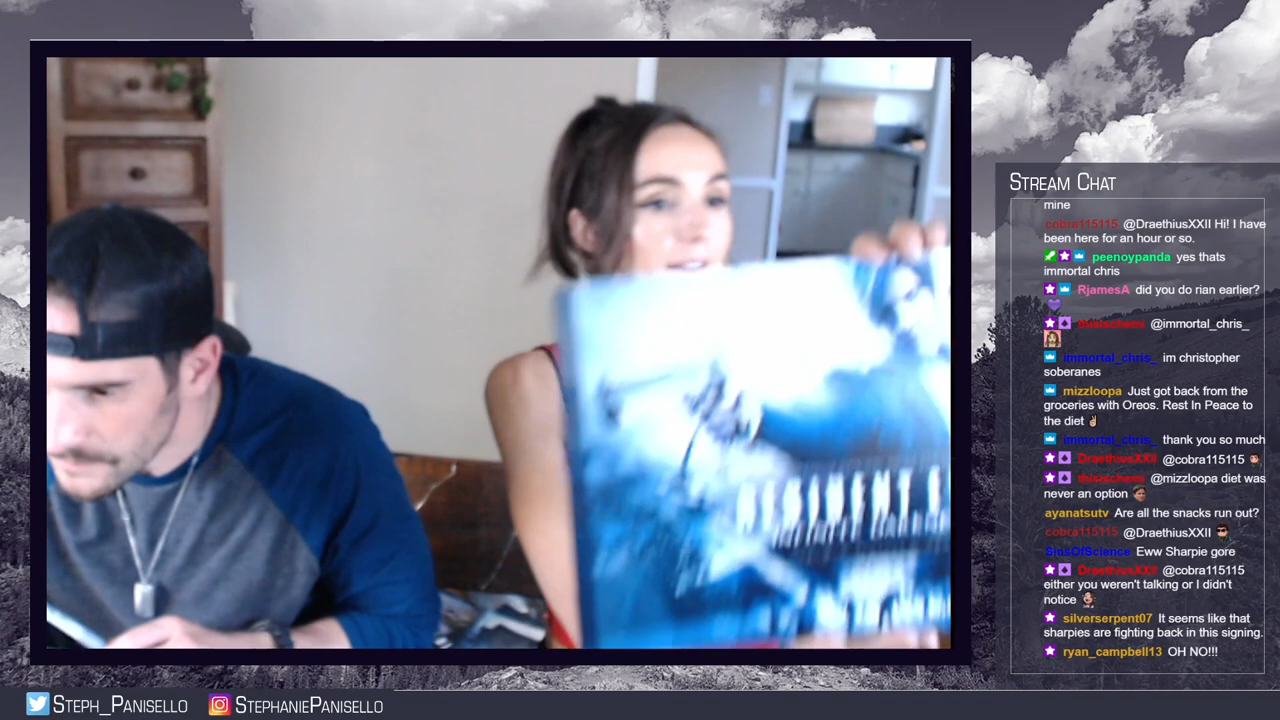 RESIDENT E
STREAM CHAT
mine
cobra115115 @DraethiusXXII Hi! I have
been here for an hour or so.
peenoypanda yes thats
immortal chris
RjamesA did you do rian earlier?
thisischems @immortal_chris_
immortal_chris_ im christopher
soberanes
mizzloopa Just got back from the
groceries with Oreos. Rest In Peace to
the diet
immortal_chris_ thank you so much
DraethiusXXII @cobra115115
thisischems @mizzloopa diet was
never an option
ayanatsutv Are all the snacks run out?
cobra115115 @DraethiusXXII
SinsOfScience Eww Sharpie gore
DraethiusXXII @cobra115115
either you weren't talking or I didn't
notice
silverserpent07 It seems like that
sharpies are fighting back in this signing.
ryan_campbell13 OH NO!!!
STEPH_PANISELLO
STEPHANIEPANISELLO